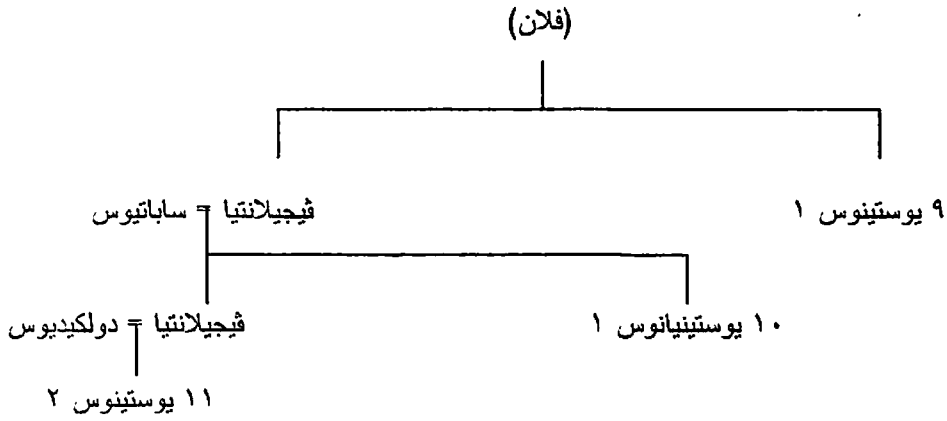 (فلان)
٩ يوستينوس ١
ڤيجيلانتيا = ساباتيوس
١٠ يوستينيانوس ١
ڤيجيلانتيا = دولكيديوس
١١ يوستينوس ٢